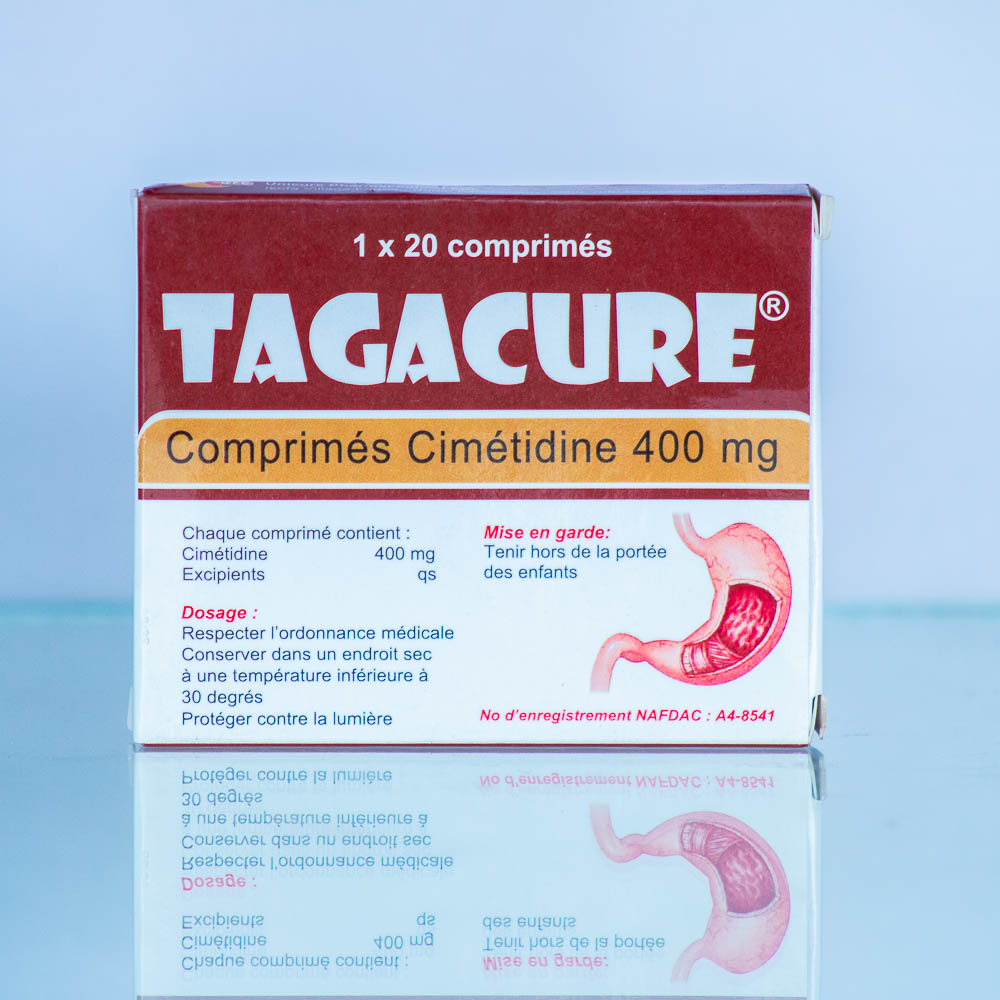 1 x 20 comprimés
TAGACURE®
Comprimés Cimétidine 400 mg
Chaque comprimé contient :
Cimétidine 400 mg
Excipients qs
Dosage :
Respecter l'ordonnance médicale
Conserver dans un endroit sec
à une température inférieure à
30 degrés
Protéger contre la lumière
Mise en garde:
Tenir hors de la portée
des enfants
No d'enregistrement NAFDAC : A4-8541